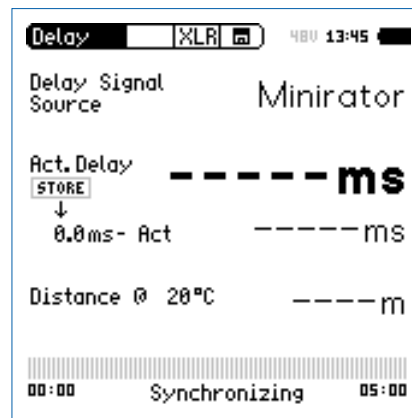 Delay XLR 48V 13:45
Delay Signal
Source Minirator
Act. Delay -----ms
STORE
0.0ms- Act -----ms
Distance @ 20°C ----m
00:00 Synchronizing 05:00